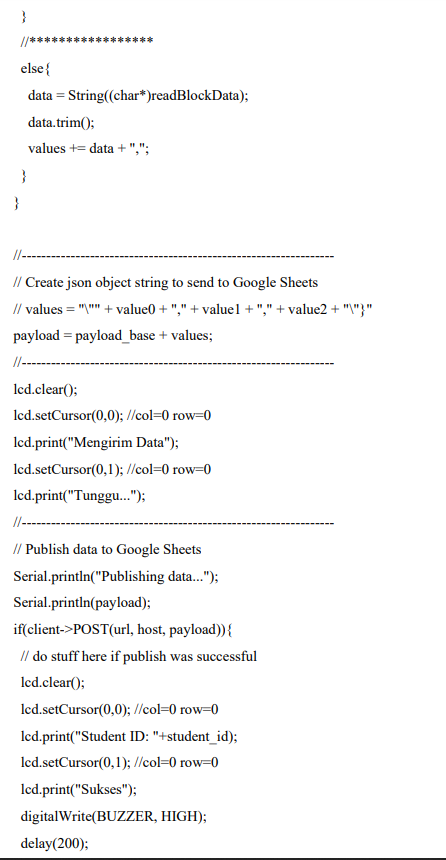 }
//*****************
else{
data = String((char*)readBlockData);
data.trim();
values += data + ",";
}
}
//----------------------------------------------------------------
// Create json object string to send to Google Sheets
// values = "\"" + value0 + "," + value1 + "," + value2 + "\"}"
payload = payload_base + values;
//----------------------------------------------------------------
lcd.clear();
lcd.setCursor(0,0); //col=0 row=0
lcd.print("Mengirim Data");
lcd.setCursor(0,1); //col=0 row=0
lcd.print("Tunggu...");
//----------------------------------------------------------------
// Publish data to Google Sheets
Serial.println("Publishing data...");
Serial.println(payload);
if(client->POST(url, host, payload)){
// do stuff here if publish was successful
lcd.clear();
lcd.setCursor(0,0); //col=0 row=0
lcd.print("Student ID: "+student_id);
lcd.setCursor(0,1); //col=0 row=0
lcd.print("Sukses");
digitalWrite(BUZZER, HIGH);
delay(200);